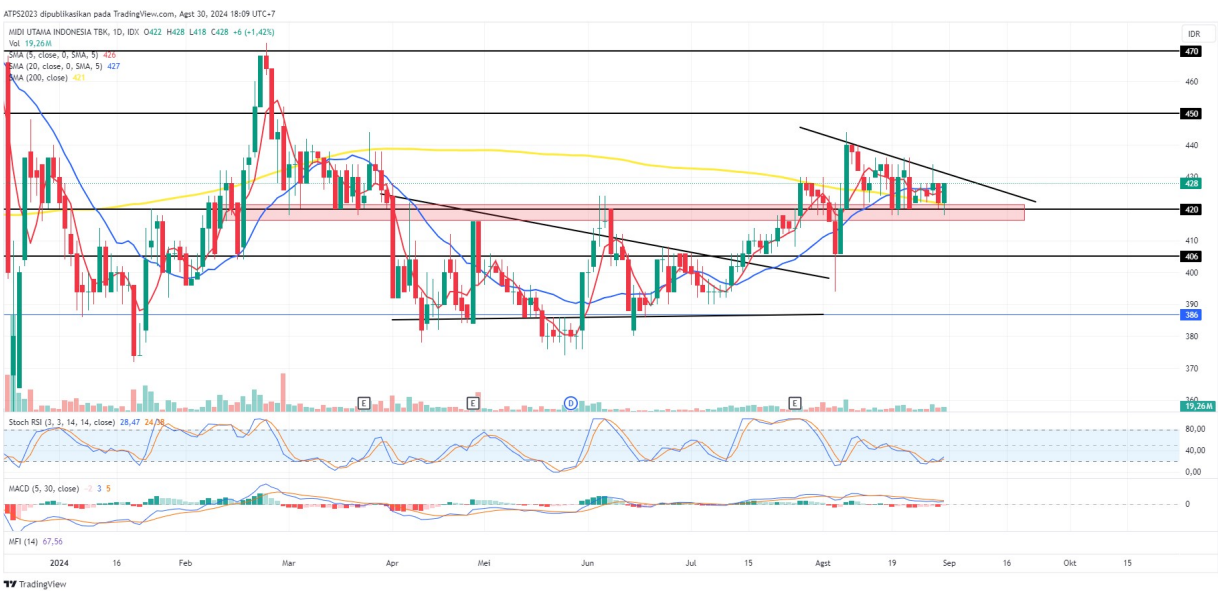 ATPS2023 dipublikasikan pada TradingView.com, Agst 30, 2024 18:09 UTC+7
MIDI UTAMA INDONESIA TBK, 1D, IDX O422 H428 L418 C428 +6 (+1,42%)
IDR
Vol 19,26M
SMA (5, close, 0, SMA, 5) 426
SMA (20, close, 0, SMA, 5) 427
SMA (200, close) 421
470
460
450
440
430
428
420
410
406
400
390
386
380
370
360
19,26M
E
E
D
E
Stoch RSI (3, 3, 14, 14, close) 28,47 24,38
80,00
40,00
0,00
MACD (5, 30, close) -2 3 5
0
MFI (14) 67,56
2024 16 Feb Mar Apr Mei Jun Jul 15 Agst 19 Sep 16 Okt 15
TradingView